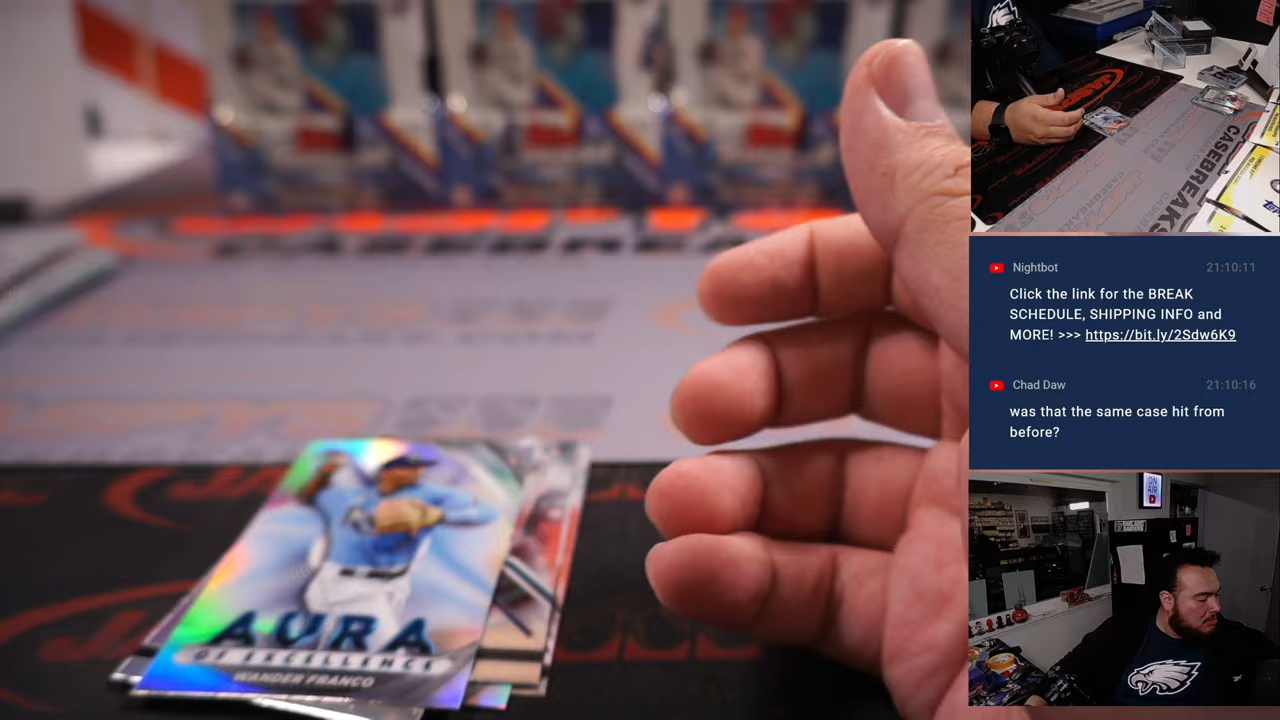 AURA
OF EXCELLENCE
WANDER FRANCO
CASEBREAKS
Nightbot
21:10:11
Click the link for the BREAK
SCHEDULE, SHIPPING INFO and
MORE! >>> https://bit.ly/2Sdw6K9
Chad Daw
21:10:16
was that the same case hit from
before?
ON
AIR